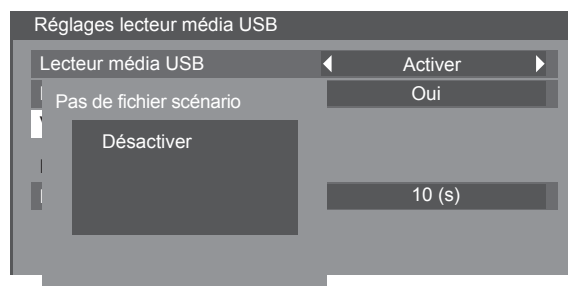 Réglages lecteur média USB
Lecteur média USB Activer
Oui
Pas de fichier scénario
Désactiver
10 (s)